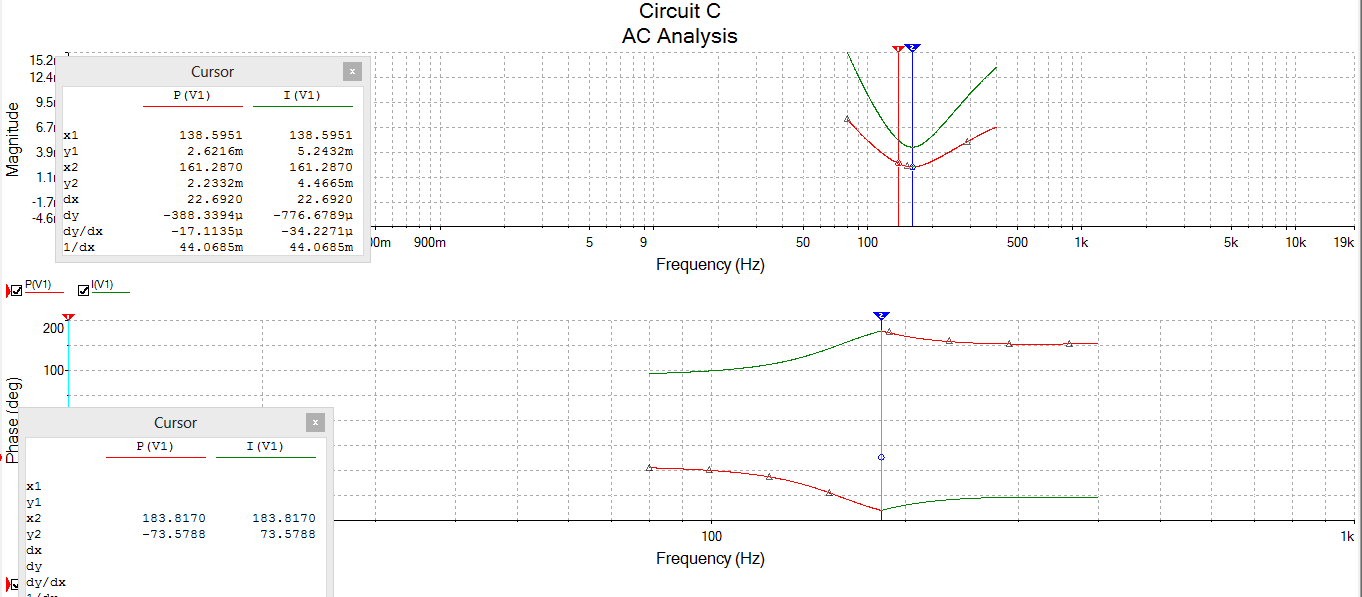 Circuit C
AC Analysis
Cursor
x
P(V1) I(V1)
x1 138.5951 138.5951
y1 2.6216m 5.2432m
x2 161.2870 161.2870
y2 2.2332m 4.4665m
dx 22.6920 22.6920
dy -388.3394µ -776.6789µ
dy/dx -17.1135µ -34.2271µ
1/dx 44.0685m 44.0685m
Magnitude
15.2
12.4
9.5
6.7
3.9
1.1
-1.7
-4.6
1
2
900m 5 9 50 100 500 1k 5k 10k 19k
Frequency (Hz)
P(V1) I(V1)
1
2
200
100
Phase (deg)
Cursor
x
P(V1) I(V1)
x1
y1
x2 183.8170 183.8170
y2 -73.5788 73.5788
dx
dy
dy/dx
100 1k
Frequency (Hz)